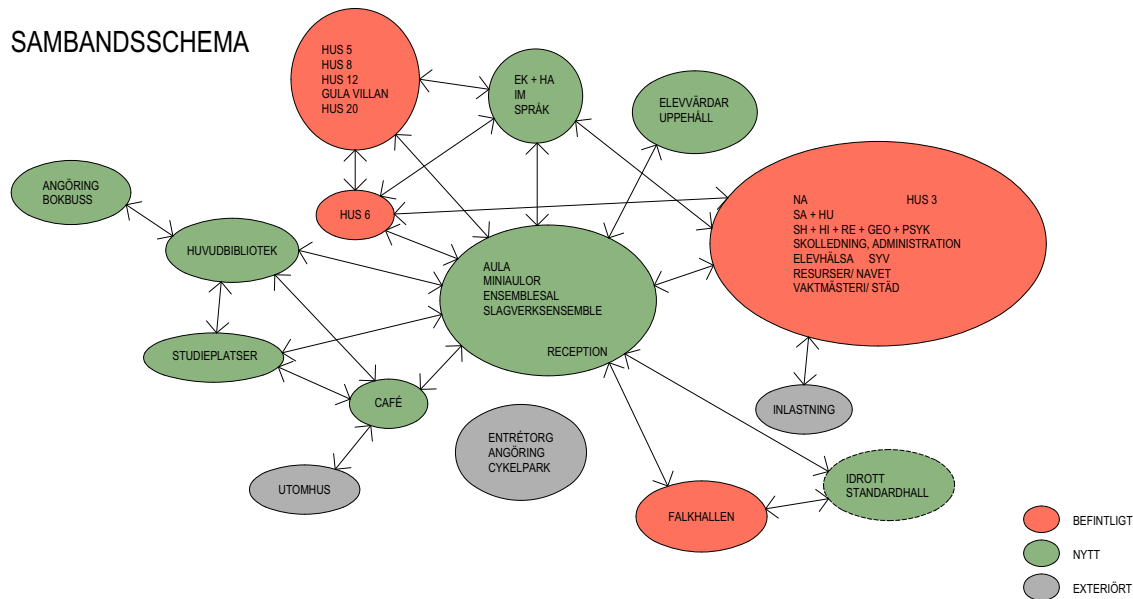 SAMBANDSSCHEMA
HUS 5
HUS 8
HUS 12
GULA VILLAN
HUS 20
EK + HA
IM
SPRÅK
ELEVVÄRDAR
UPPEHÅLL
ANGÖRING
BOKBUSS
HUS 6
NA HUS 3
SA + HU
SH + HI + RE + GEO + PSYK
SKOLLEDNING, ADMINISTRATION
ELEVHÄLSA SYV
RESURSER/ NAVET
VAKTMÄSTERI/ STÄD
HUVUDBIBLIOTEK
AULA
MINIAULOR
ENSEMBLESAL
SLAGVERKSENSEMBLE
RECEPTION
STUDIEPLATSER
CAFÉ
INLASTNING
ENTRÉTORG
ANGÖRING
CYKELPARK
UTOMHUS
IDROTT
STANDARDHALL
FALKHALLEN
BEFINTLIGT
NYTT
EXTERIÖRT